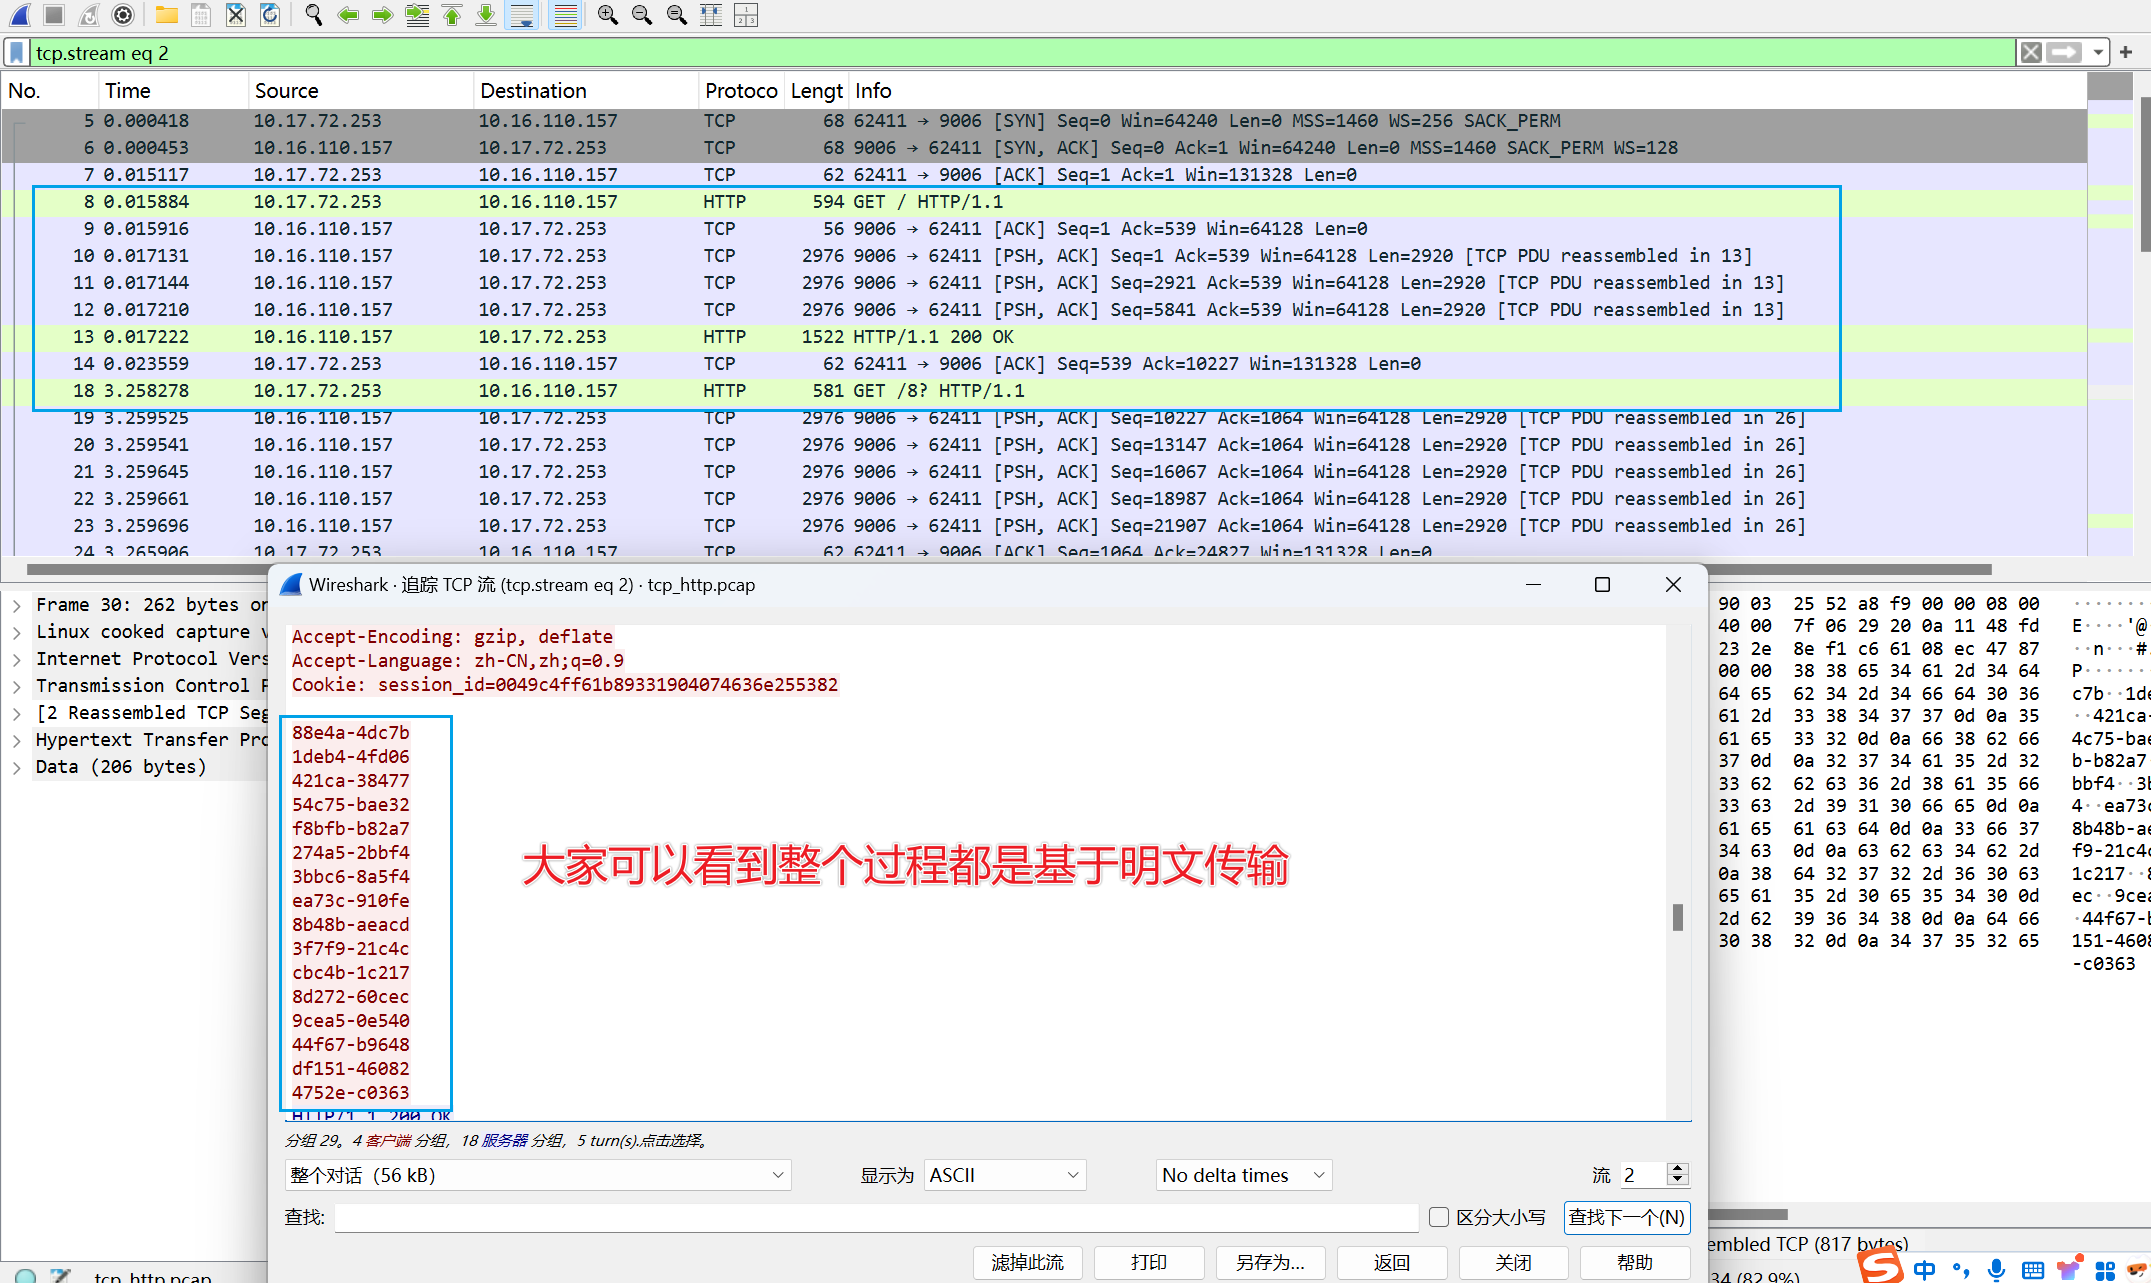 tcp.stream eq 2
No. Time Source Destination Protoco Lengt Info
5 0.000418 10.17.72.253 10.16.110.157 TCP 68 62411 → 9006 [SYN] Seq=0 Win=64240 Len=0 MSS=1460 WS=256 SACK_PERM
6 0.000453 10.16.110.157 10.17.72.253 TCP 68 9006 → 62411 [SYN, ACK] Seq=0 Ack=1 Win=64240 Len=0 MSS=1460 SACK_PERM WS=128
7 0.015117 10.17.72.253 10.16.110.157 TCP 62 62411 → 9006 [ACK] Seq=1 Ack=1 Win=131328 Len=0
8 0.015884 10.17.72.253 10.16.110.157 HTTP 594 GET / HTTP/1.1
9 0.015916 10.16.110.157 10.17.72.253 TCP 56 9006 → 62411 [ACK] Seq=1 Ack=539 Win=64128 Len=0
10 0.017131 10.16.110.157 10.17.72.253 TCP 2976 9006 → 62411 [PSH, ACK] Seq=1 Ack=539 Win=64128 Len=2920 [TCP PDU reassembled in 13]
11 0.017144 10.16.110.157 10.17.72.253 TCP 2976 9006 → 62411 [PSH, ACK] Seq=2921 Ack=539 Win=64128 Len=2920 [TCP PDU reassembled in 13]
12 0.017210 10.16.110.157 10.17.72.253 TCP 2976 9006 → 62411 [PSH, ACK] Seq=5841 Ack=539 Win=64128 Len=2920 [TCP PDU reassembled in 13]
13 0.017222 10.16.110.157 10.17.72.253 HTTP 1522 HTTP/1.1 200 OK
14 0.023559 10.17.72.253 10.16.110.157 TCP 62 62411 → 9006 [ACK] Seq=539 Ack=10227 Win=131328 Len=0
18 3.258278 10.17.72.253 10.16.110.157 HTTP 581 GET /8? HTTP/1.1
19 3.259525 10.16.110.157 10.17.72.253 TCP 2976 9006 → 62411 [PSH, ACK] Seq=10227 Ack=1064 Win=64128 Len=2920 [TCP PDU reassembled in 26]
20 3.259541 10.16.110.157 10.17.72.253 TCP 2976 9006 → 62411 [PSH, ACK] Seq=13147 Ack=1064 Win=64128 Len=2920 [TCP PDU reassembled in 26]
21 3.259645 10.16.110.157 10.17.72.253 TCP 2976 9006 → 62411 [PSH, ACK] Seq=16067 Ack=1064 Win=64128 Len=2920 [TCP PDU reassembled in 26]
22 3.259661 10.16.110.157 10.17.72.253 TCP 2976 9006 → 62411 [PSH, ACK] Seq=18987 Ack=1064 Win=64128 Len=2920 [TCP PDU reassembled in 26]
23 3.259696 10.16.110.157 10.17.72.253 TCP 2976 9006 → 62411 [PSH, ACK] Seq=21907 Ack=1064 Win=64128 Len=2920 [TCP PDU reassembled in 26]
24 3.265906 10.17.72.253 10.16.110.157 TCP 62 62411 → 9006 [ACK] Seq=1064 Ack=24827 Win=131328 Len=0
Frame 30: 262 bytes on
Linux cooked capture v
Internet Protocol Vers
Transmission Control P
[2 Reassembled TCP Seg
Hypertext Transfer Pro
Data (206 bytes)
Wireshark · 追踪 TCP 流 (tcp.stream eq 2) · tcp_http.pcap
Accept-Encoding: gzip, deflate
Accept-Language: zh-CN,zh;q=0.9
Cookie: session_id=0049c4ff61b89331904074636e255382
88e4a-4dc7b
1deb4-4fd06
421ca-38477
54c75-bae32
f8bfb-b82a7
274a5-2bbf4
3bbc6-8a5f4
ea73c-910fe
8b48b-aeacd
3f7f9-21c4c
cbc4b-1c217
8d272-60cec
9cea5-0e540
44f67-b9648
df151-46082
4752e-c0363
HTTP/1.1 200 OK
大家可以看到整个过程都是基于明文传输
分组 29。4 客户端 分组，18 服务器 分组，5 turn(s).点击选择。
整个对话 (56 kB) 显示为 ASCII No delta times 流 2
查找: 区分大小写 查找下一个(N)
滤掉此流 打印 另存为... 返回 关闭 帮助
90 03 25 52 a8 f9 00 00 08 00 ········
40 00 7f 06 29 20 0a 11 48 fd E····'@
23 2e 8e f1 c6 61 08 ec 47 87 ··n···#.
00 00 38 38 65 34 61 2d 34 64 P·······
64 65 62 34 2d 34 66 64 30 36 c7b··1de
61 2d 33 38 34 37 37 0d 0a 35 ··421ca-
61 65 33 32 0d 0a 66 38 62 66 4c75-bae
37 0d 0a 32 37 34 61 35 2d 32 b-b82a7·
33 62 62 63 36 2d 38 61 35 66 bbf4··3b
33 63 2d 39 31 30 66 65 0d 0a 4··ea73c
61 65 61 63 64 0d 0a 33 66 37 8b48b-ae
34 63 0d 0a 63 62 63 34 62 2d f9-21c4c
0a 38 64 32 37 32 2d 36 30 63 1c217··8
65 61 35 2d 30 65 35 34 30 0d ec··9cea
2d 62 39 36 34 38 0d 0a 64 66 ·44f67-b
30 38 32 0d 0a 34 37 35 32 65 151-4608
-c0363
embled TCP (817 bytes)
tcp_http.pcap
34 (82.9%)
中